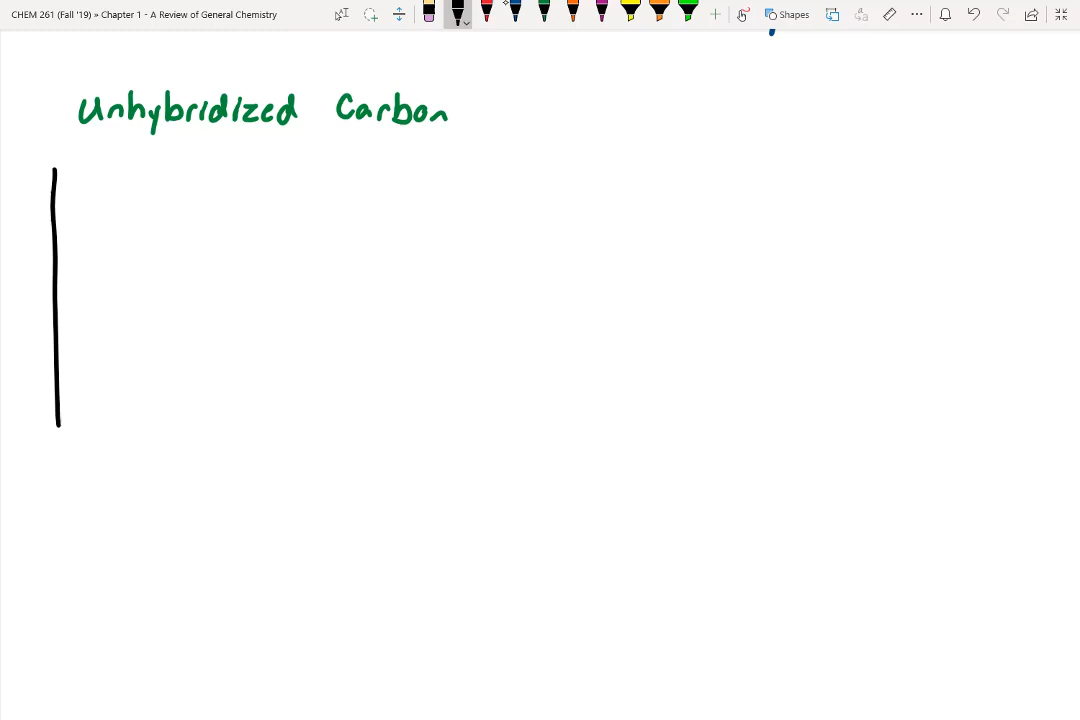 CHEM 261 (Fall '19) » Chapter 1 - A Review of General Chemistry
Shapes
Unhybridized Carbon